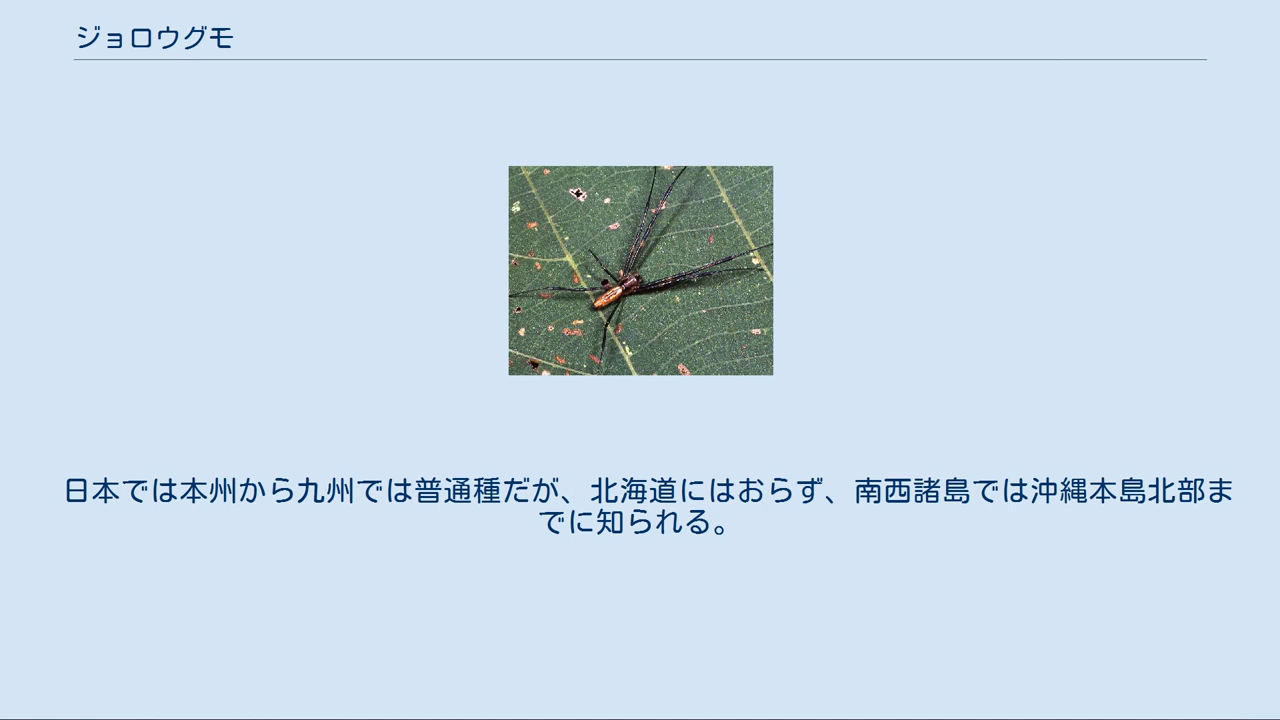 ジョロウグモ
日本では本州から九州では普通種だが、北海道にはおらず、南西諸島では沖縄本島北部ま
でに知られる。